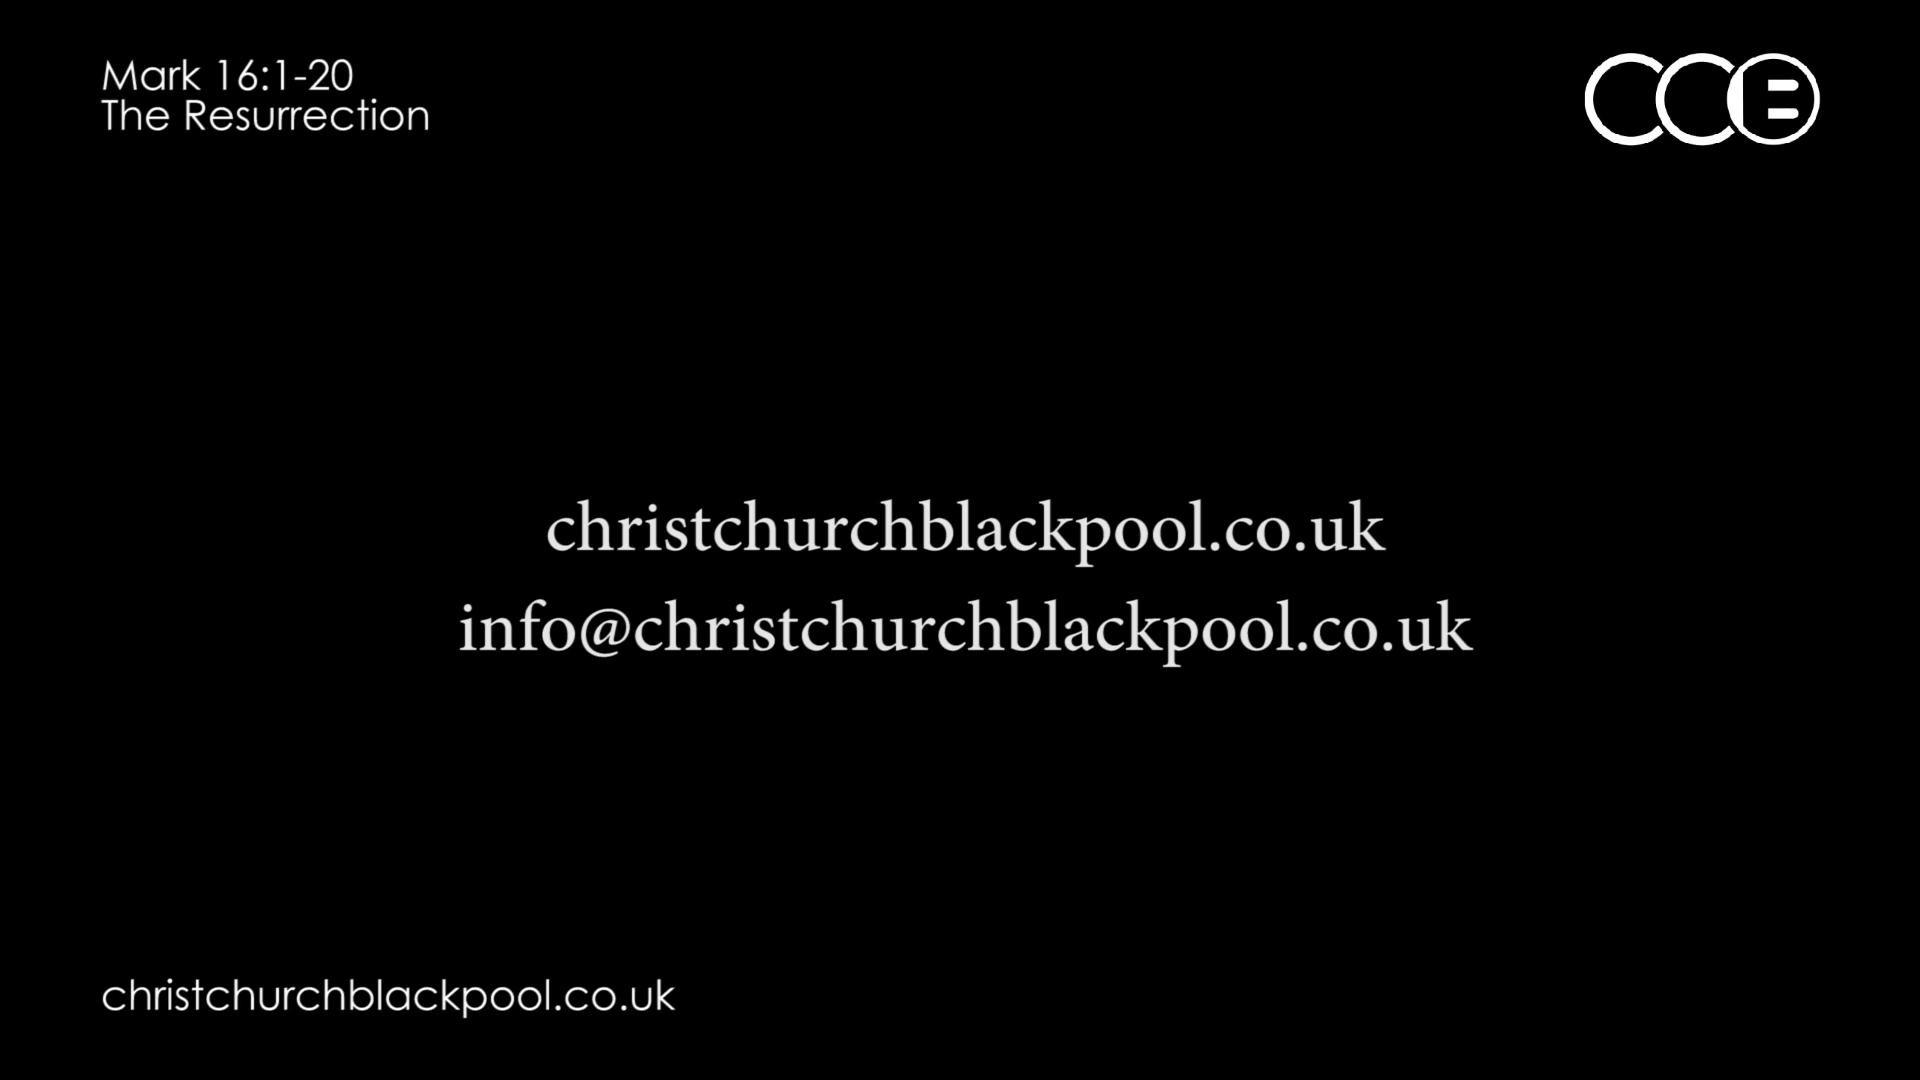 Mark 16:1-20
The Resurrection
CCB
christchurchblackpool.co.uk
info@christchurchblackpool.co.uk
christchurchblackpool.co.uk